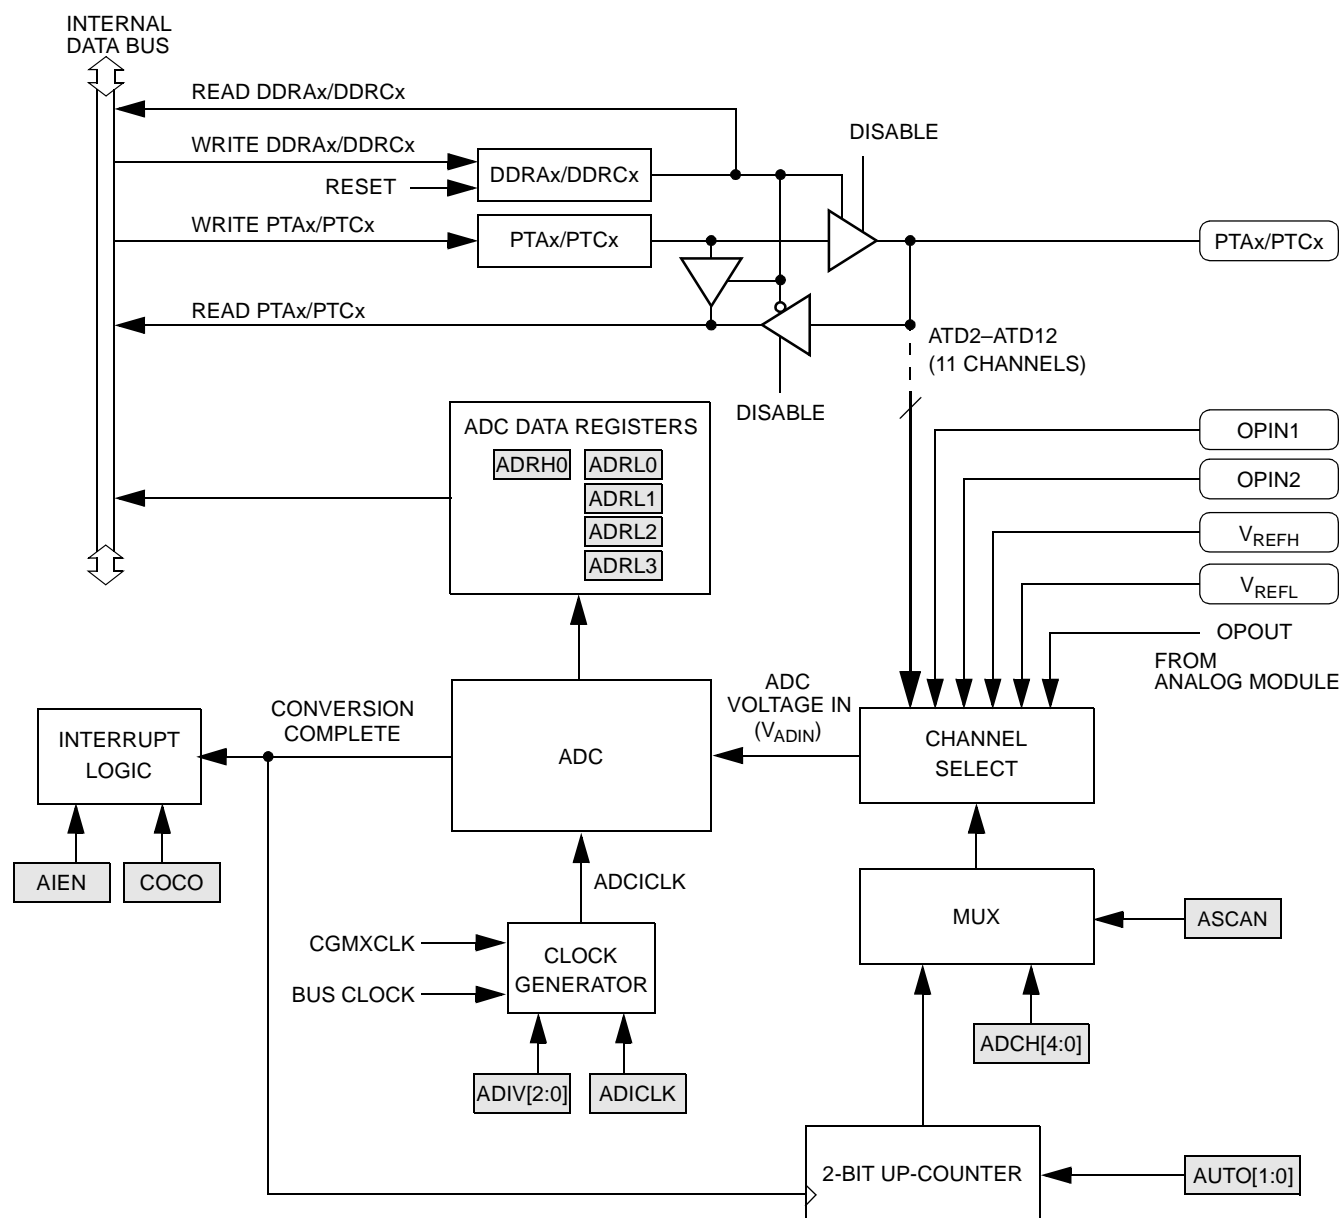 INTERNAL
DATA BUS
READ DDRAx/DDRCx
WRITE DDRAx/DDRCx
DISABLE
DDRAx/DDRCx
RESET
WRITE PTAx/PTCx
PTAx/PTCx
PTAx/PTCx
READ PTAx/PTCx
ATD2–ATD12
(11 CHANNELS)
DISABLE
ADC DATA REGISTERS
ADRH0 ADRL0
ADRL1
ADRL2
ADRL3
OPIN1
OPIN2
VREFH
VREFL
OPOUT
FROM
ANALOG MODULE
ADC
VOLTAGE IN
(VADIN)
CONVERSION
COMPLETE
INTERRUPT
LOGIC
ADC
CHANNEL
SELECT
AIEN
COCO
ADCICLK
MUX
ASCAN
CGMXCLK
BUS CLOCK
CLOCK
GENERATOR
ADCH[4:0]
ADIV[2:0]
ADICLK
2-BIT UP-COUNTER
AUTO[1:0]